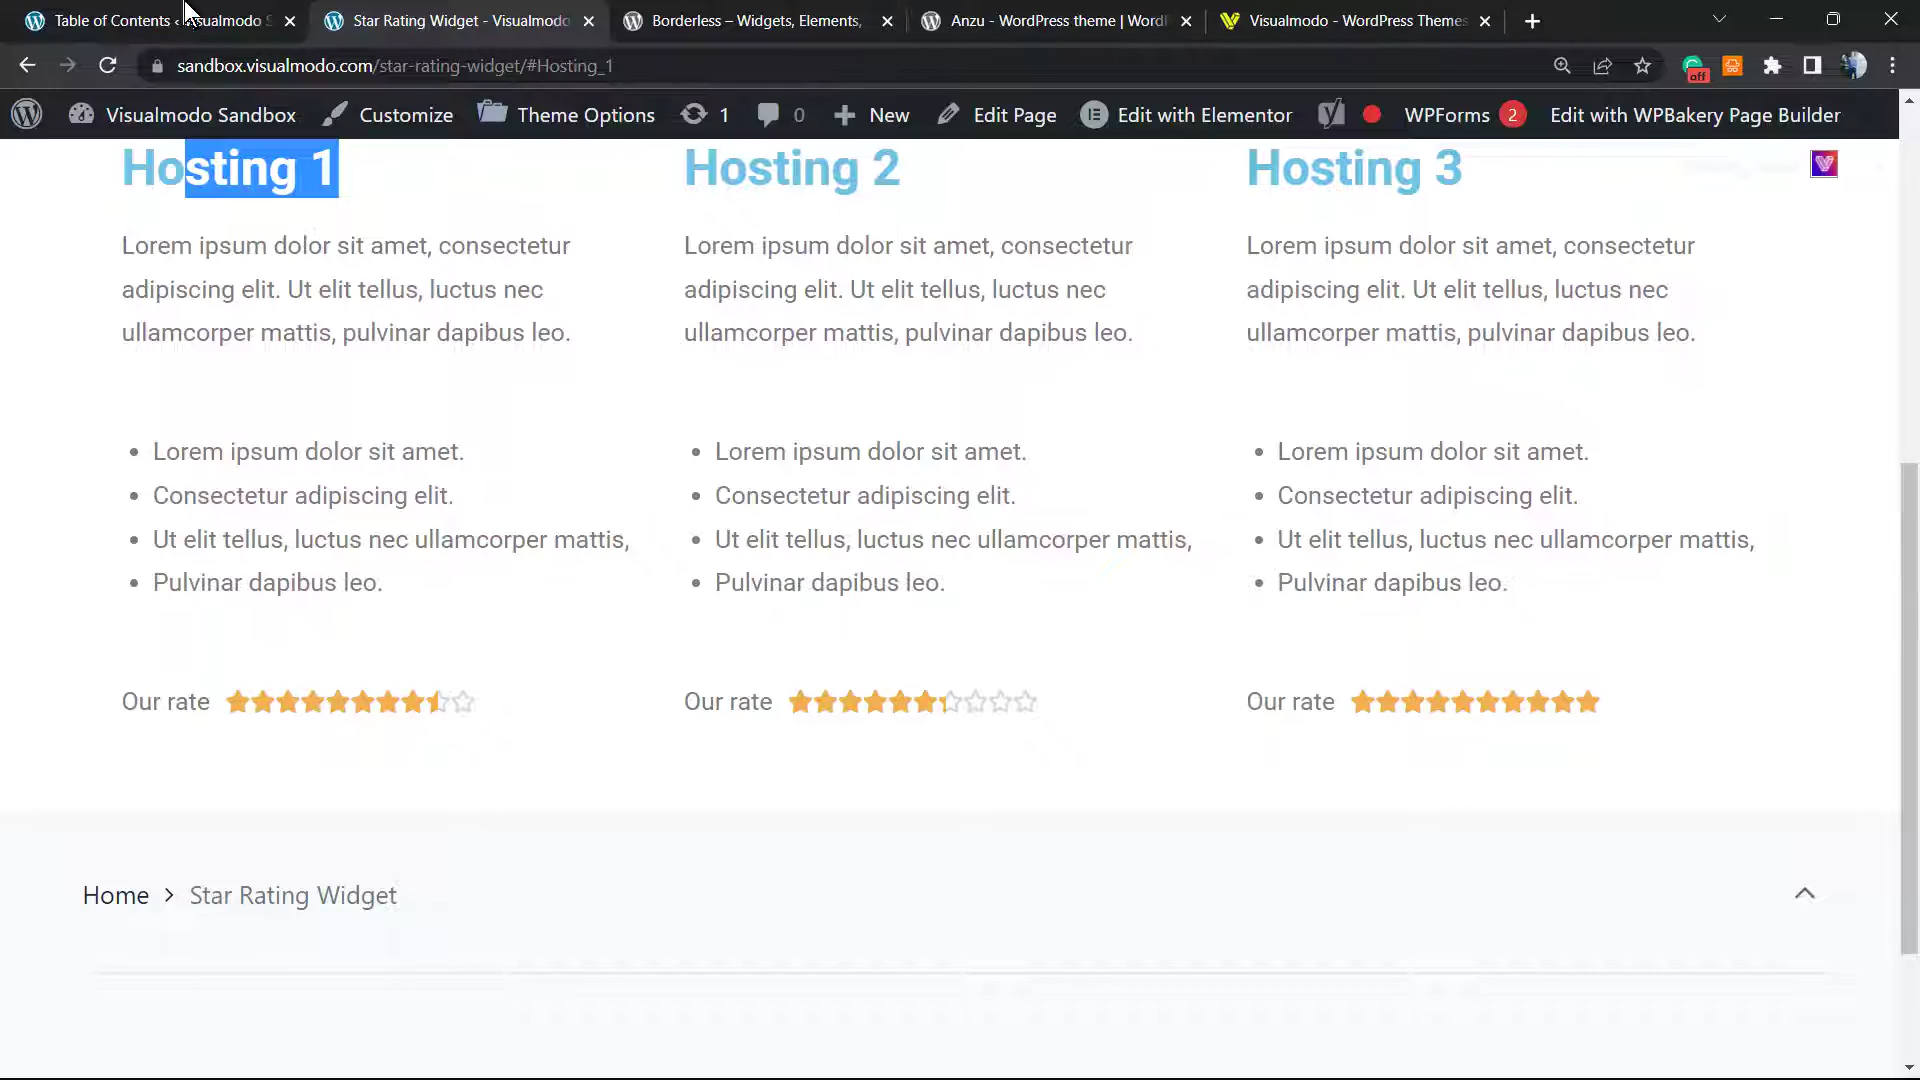 Table of Contents ‹ Visualmodo S
Star Rating Widget - Visualmodo
Borderless – Widgets, Elements,
Anzu - WordPress theme | Word
Visualmodo - WordPress Themes
sandbox.visualmodo.com/star-rating-widget/#Hosting_1
off
Visualmodo Sandbox
Customize
Theme Options
1
0
New
Edit Page
Edit with Elementor
WPForms 2
Edit with WPBakery Page Builder
Hosting 1
Lorem ipsum dolor sit amet, consectetur
adipiscing elit. Ut elit tellus, luctus nec
ullamcorper mattis, pulvinar dapibus leo.
• Lorem ipsum dolor sit amet.
• Consectetur adipiscing elit.
• Ut elit tellus, luctus nec ullamcorper mattis,
• Pulvinar dapibus leo.
Our rate
Hosting 2
Lorem ipsum dolor sit amet, consectetur
adipiscing elit. Ut elit tellus, luctus nec
ullamcorper mattis, pulvinar dapibus leo.
• Lorem ipsum dolor sit amet.
• Consectetur adipiscing elit.
• Ut elit tellus, luctus nec ullamcorper mattis,
• Pulvinar dapibus leo.
Our rate
Hosting 3
Lorem ipsum dolor sit amet, consectetur
adipiscing elit. Ut elit tellus, luctus nec
ullamcorper mattis, pulvinar dapibus leo.
• Lorem ipsum dolor sit amet.
• Consectetur adipiscing elit.
• Ut elit tellus, luctus nec ullamcorper mattis,
• Pulvinar dapibus leo.
Our rate
Home > Star Rating Widget